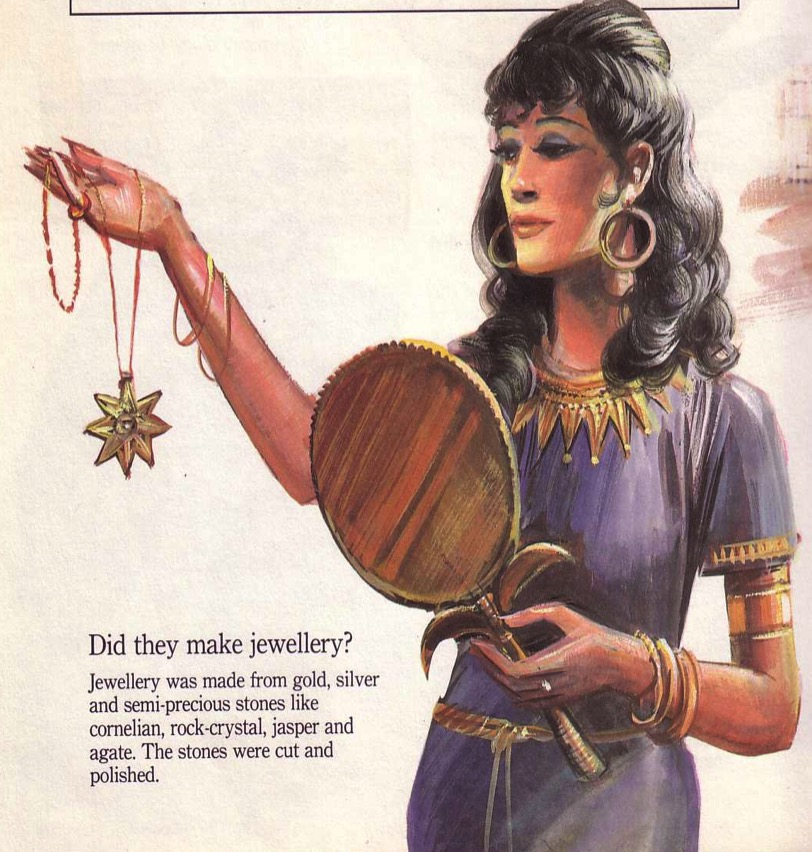 Did they make jewellery?
Jewellery was made from gold, silver
and semi-precious stones like
cornelian, rock-crystal, jasper and
agate. The stones were cut and
polished.